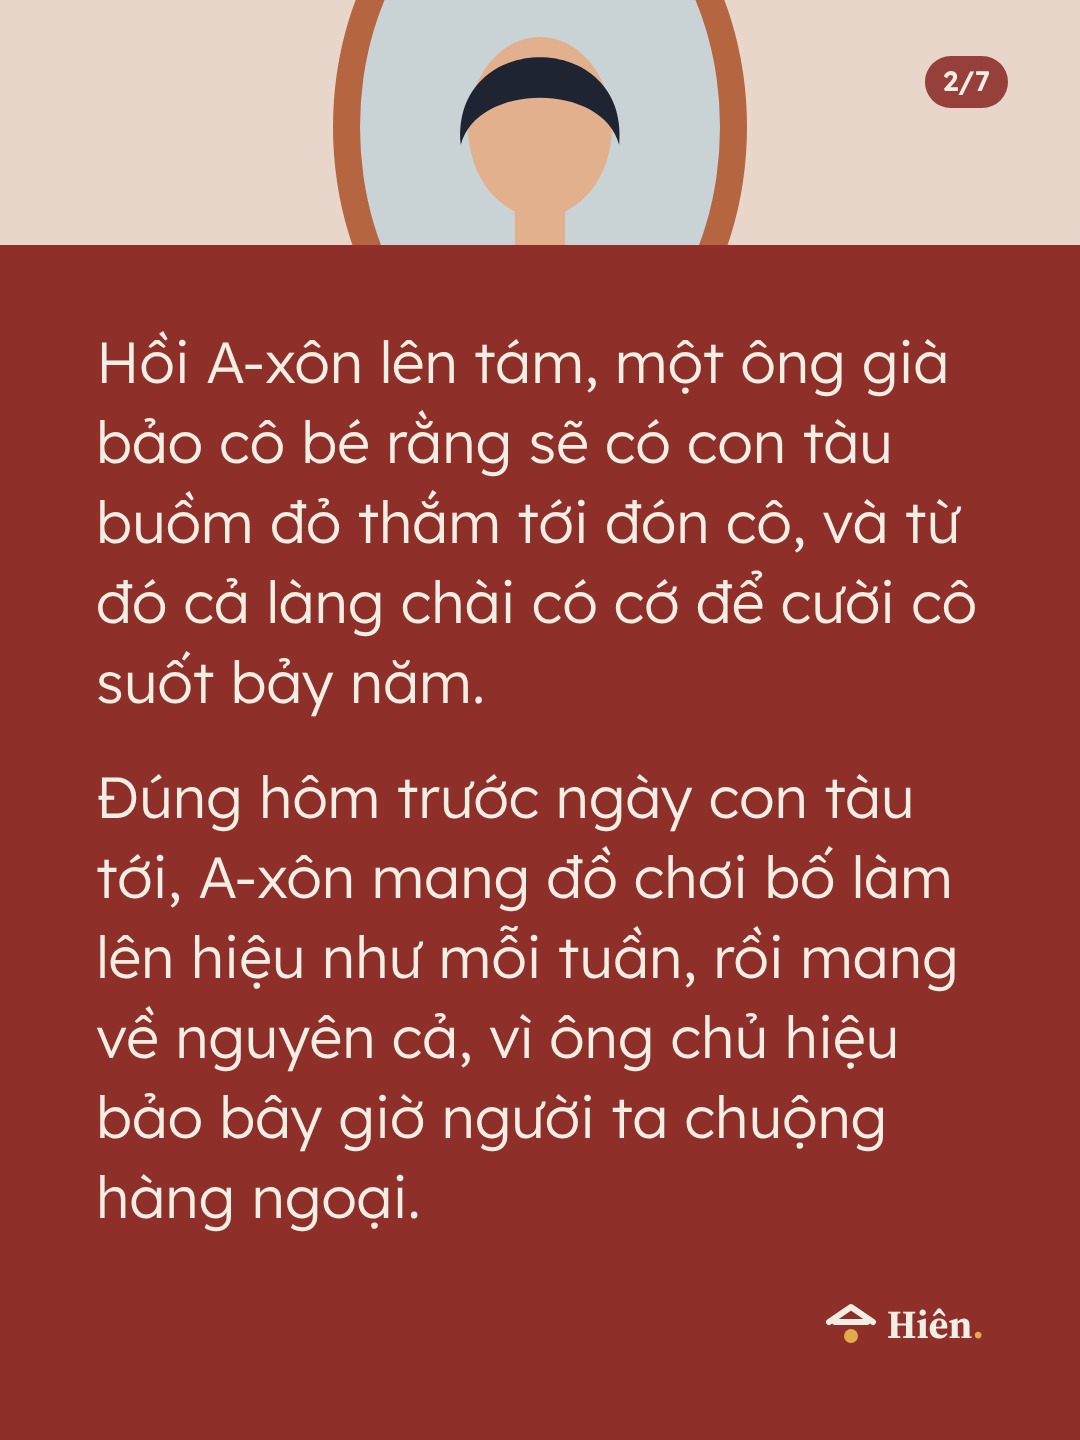 2/7
Hồi A-xôn lên tám, một ông già
bảo cô bé rằng sẽ có con tàu
buồm đỏ thắm tới đón cô, và từ
đó cả làng chài có cớ để cười cô
suốt bảy năm.
Đúng hôm trước ngày con tàu
tới, A-xôn mang đồ chơi bố làm
lên hiệu như mỗi tuần, rồi mang
về nguyên cả, vì ông chủ hiệu
bảo bây giờ người ta chuộng
hàng ngoại.
Hiên.